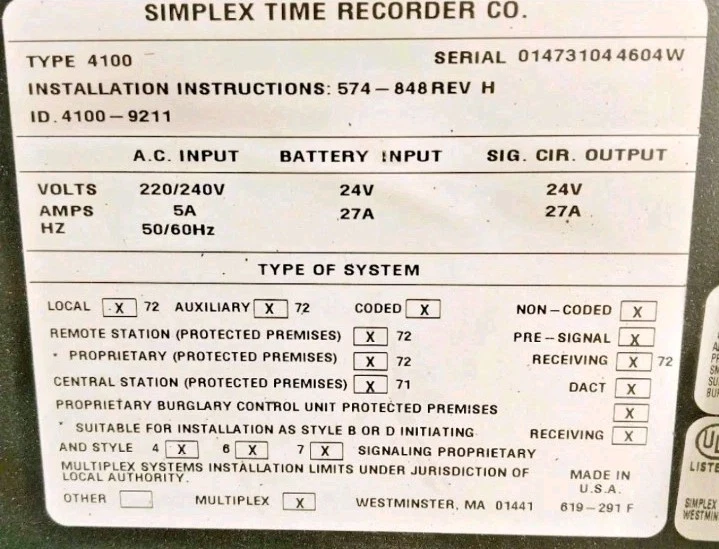 SIMPLEX TIME RECORDER CO.
TYPE 4100 SERIAL 014731044604W
INSTALLATION INSTRUCTIONS: 574-848 REV H
ID. 4100-9211
A.C. INPUT BATTERY INPUT SIG. CIR. OUTPUT
VOLTS 220/240V 24V 24V
AMPS 5A 27A 27A
HZ 50/60Hz
TYPE OF SYSTEM
LOCAL X 72 AUXILIARY X 72 CODED X NON-CODED X
REMOTE STATION (PROTECTED PREMISES) X 72 PRE-SIGNAL X
* PROPRIETARY (PROTECTED PREMISES) X 72 RECEIVING X 72
CENTRAL STATION (PROTECTED PREMISES) X 71 DACT X
PROPRIETARY BURGLARY CONTROL UNIT PROTECTED PREMISES X
* SUITABLE FOR INSTALLATION AS STYLE B OR D INITIATING RECEIVING X
AND STYLE 4 X 6 X 7 X SIGNALING PROPRIETARY
MULTIPLEX SYSTEMS INSTALLATION LIMITS UNDER JURISDICTION OF
LOCAL AUTHORITY.
MADE IN
U.S.A.
OTHER MULTIPLEX X WESTMINSTER, MA 01441 619-291 F
UL
LISTE
SIMPLEX
WESTMIN